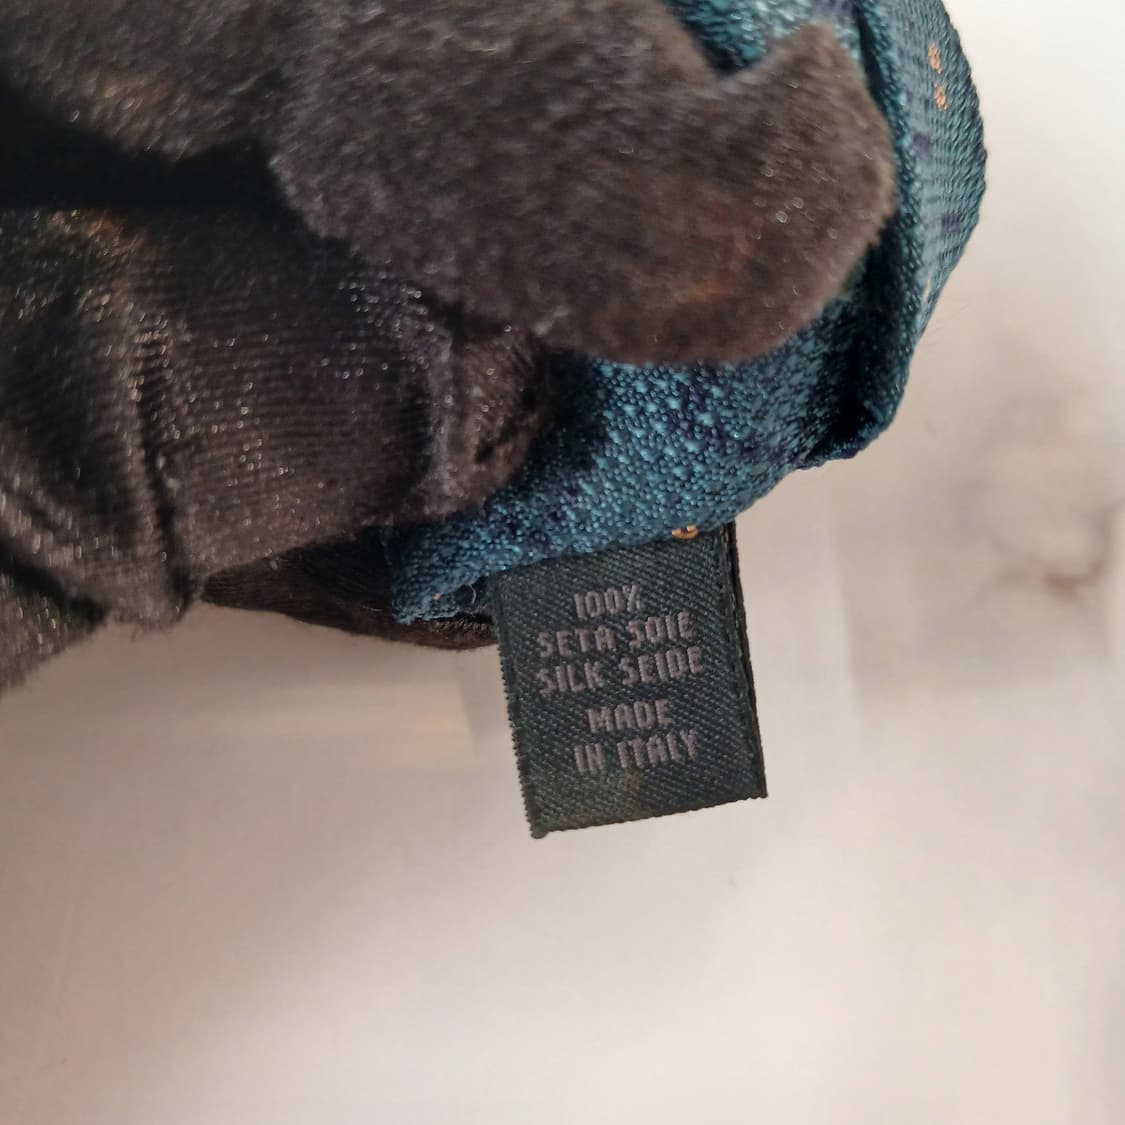 100%
SETA SOIE
SILK SEIDE
MADE
IN ITALY